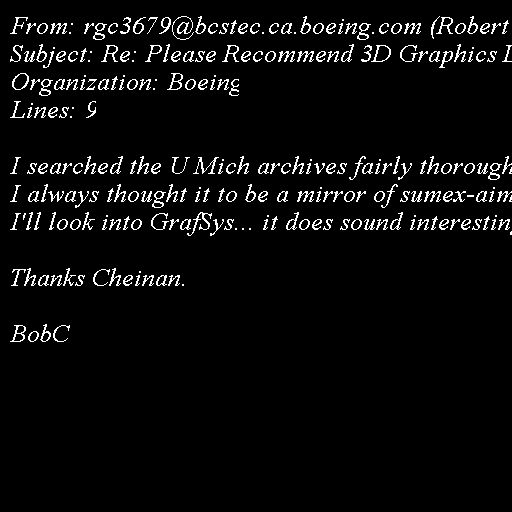 From: rgc3679@bcstec.ca.boeing.com (Robert
Subject: Re: Please Recommend 3D Graphics L
Organization: Boeing
Lines: 9

I searched the U Mich archives fairly thorough
I always thought it to be a mirror of sumex-aim
I'll look into GrafSys... it does sound interesting

Thanks Cheinan.

BobC